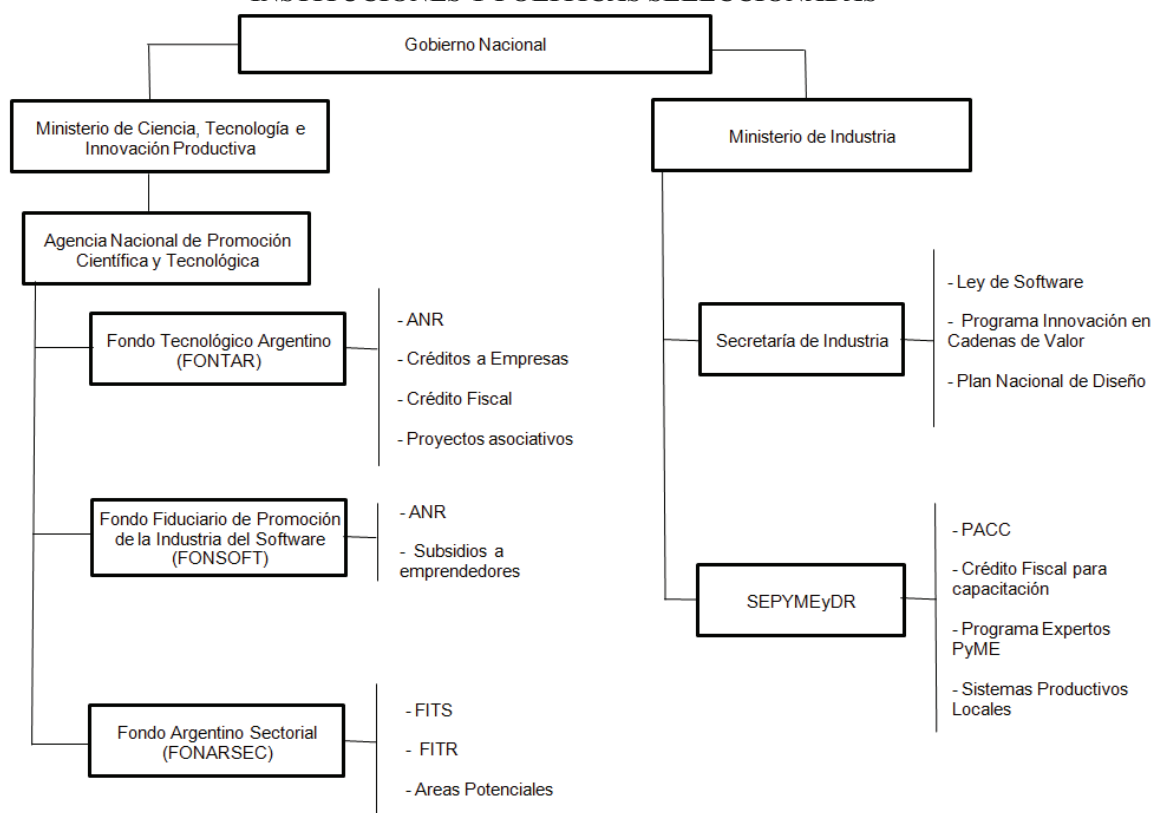 INSTITUCIONES Y POLÍTICAS SELECCIONADAS
Gobierno Nacional
Ministerio de Ciencia, Tecnología e
Innovación Productiva
Ministerio de Industria
Agencia Nacional de Promoción
Científica y Tecnológica
Fondo Tecnológico Argentino
(FONTAR)
- ANR
- Créditos a Empresas
- Crédito Fiscal
- Proyectos asociativos
Secretaría de Industria
- Ley de Software
- Programa Innovación en
Cadenas de Valor
- Plan Nacional de Diseño
Fondo Fiduciario de Promoción
de la Industria del Software
(FONSOFT)
- ANR
- Subsidios a
emprendedores
SEPYMEyDR
- PACC
- Crédito Fiscal para
capacitación
- Programa Expertos
PyME
- Sistemas Productivos
Locales
Fondo Argentino Sectorial
(FONARSEC)
- FITS
- FITR
- Areas Potenciales